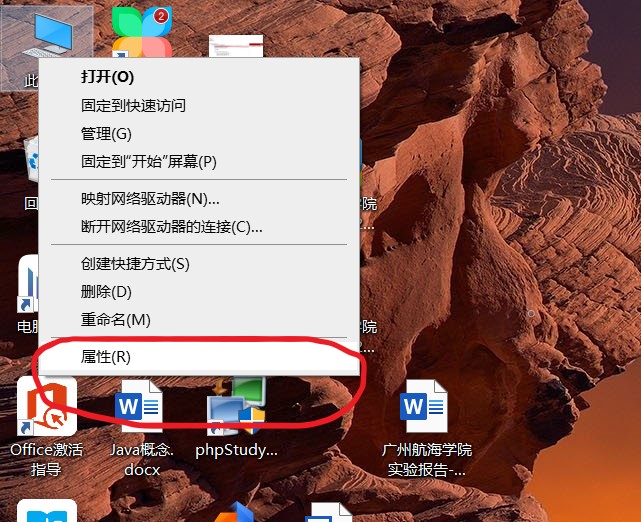 2
此
打开(O)
固定到快速访问
管理(G)
固定到“开始”屏幕(P)
映射网络驱动器(N)...
断开网络驱动器的连接(C)...
创建快捷方式(S)
删除(D)
重命名(M)
属性(R)
回
学院
...
电脑
学院
...
W
W
Office激活
指导
Java概念.
docx
phpStudy...
广州航海学院
实验报告-...